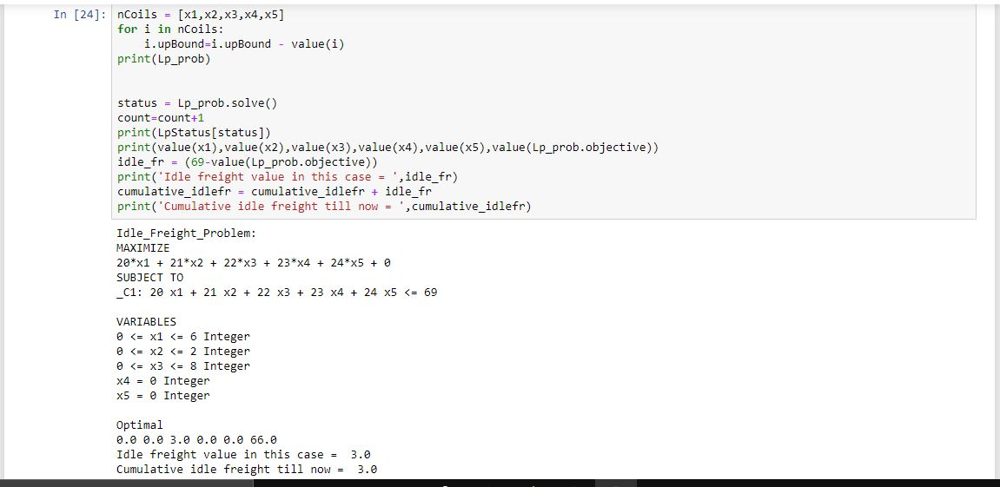 In [24]: nCoils = [x1,x2,x3,x4,x5]
for i in nCoils:
    i.upBound=i.upBound - value(i)
print(Lp_prob)
status = Lp_prob.solve()
count=count+1
print(LpStatus[status])
print(value(x1),value(x2),value(x3),value(x4),value(x5),value(Lp_prob.objective))
idle_fr = (69-value(Lp_prob.objective))
print('Idle freight value in this case = ',idle_fr)
cumulative_idlefr = cumulative_idlefr + idle_fr
print('Cumulative idle freight till now = ',cumulative_idlefr)
Idle_Freight_Problem:
MAXIMIZE
20*x1 + 21*x2 + 22*x3 + 23*x4 + 24*x5 + 0
SUBJECT TO
_C1: 20 x1 + 21 x2 + 22 x3 + 23 x4 + 24 x5 <= 69
VARIABLES
0 <= x1 <= 6 Integer
0 <= x2 <= 2 Integer
0 <= x3 <= 8 Integer
x4 = 0 Integer
x5 = 0 Integer
Optimal
0.0 0.0 3.0 0.0 0.0 66.0
Idle freight value in this case =  3.0
Cumulative idle freight till now =  3.0